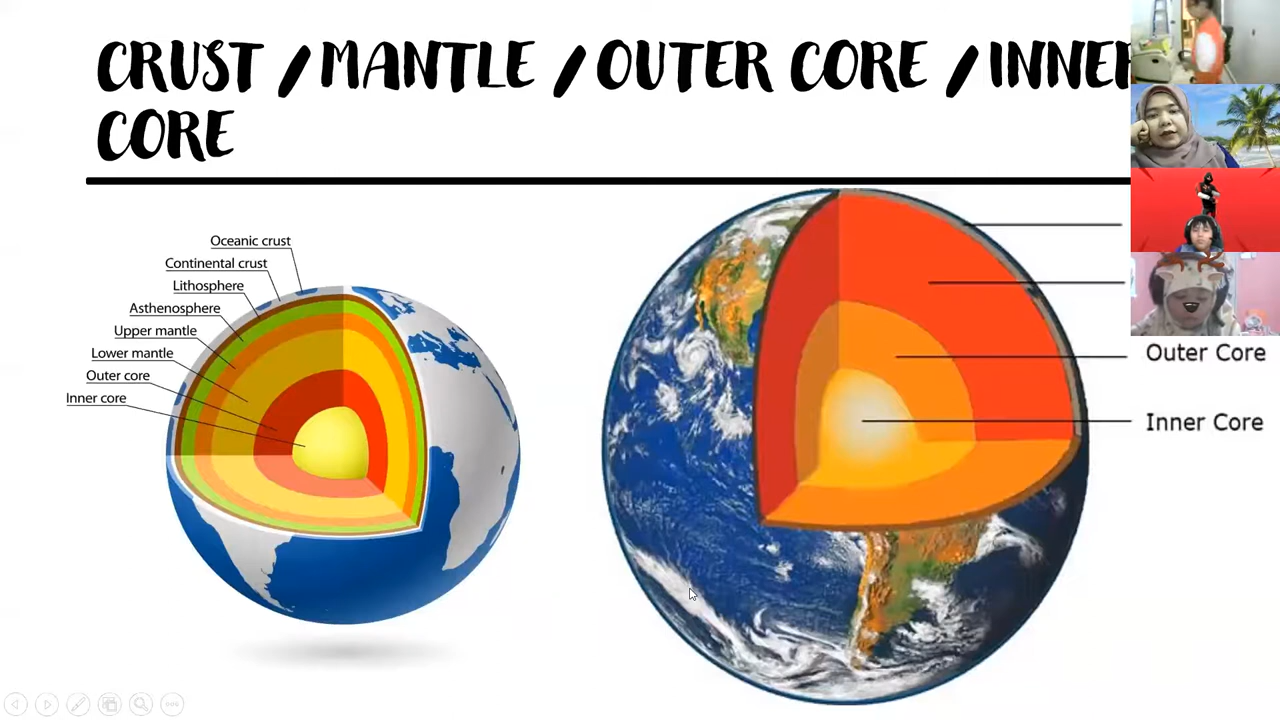 CRUST / MANTLE / OUTER CORE / INNER
CORE
Oceanic crust
Continental crust
Lithosphere
Asthenosphere
Upper mantle
Lower mantle
Outer core
Inner core
Outer Core
Inner Core